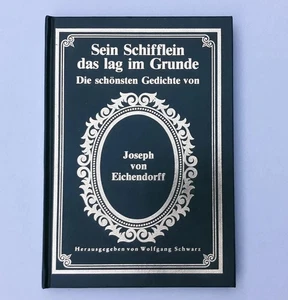 Sein Schifflein
das lag im Grunde
Die schönsten Gedichte von
Joseph
von
Eichendorff
Herausgegeben von Wolfgang Schwarz